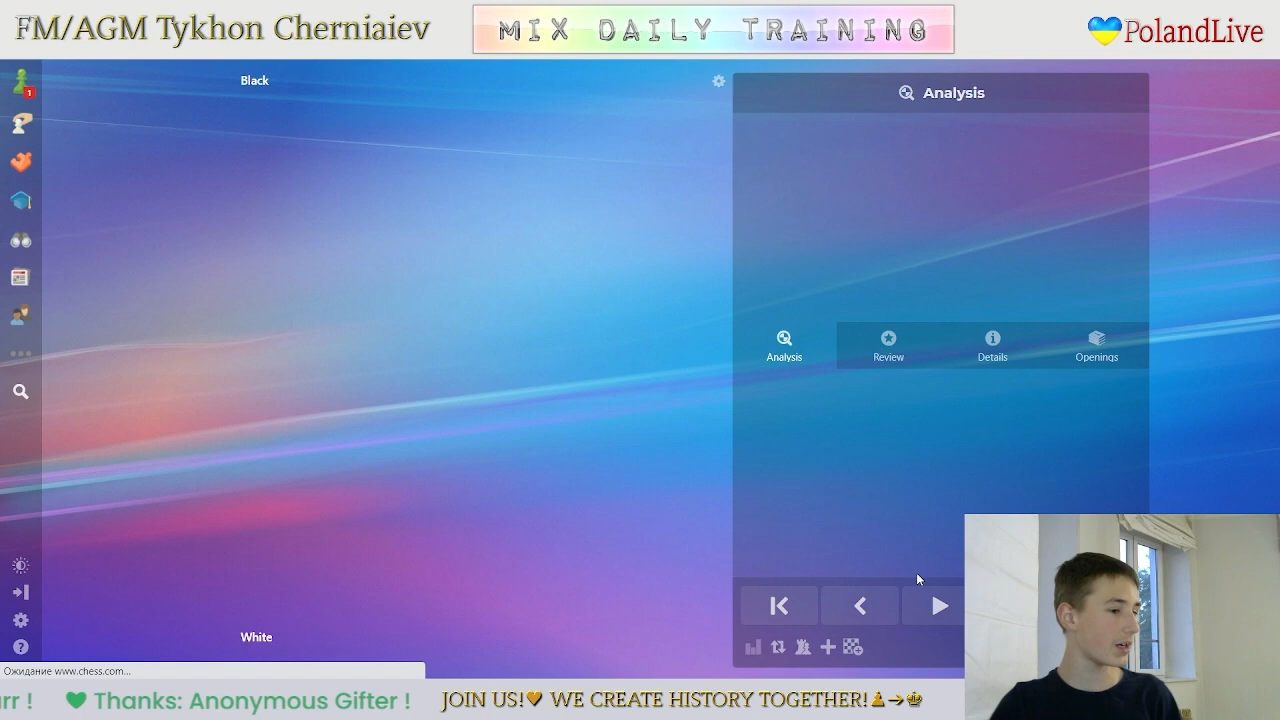 FM/AGM Tykhon Cherniaiev
MIX DAILY TRAINING
PolandLive
1
Black
Analysis
Analysis
Review
Details
Openings
White
Ожидание www.chess.com...
rr !
Thanks: Anonymous Gifter !
JOIN US! WE CREATE HISTORY TOGETHER!